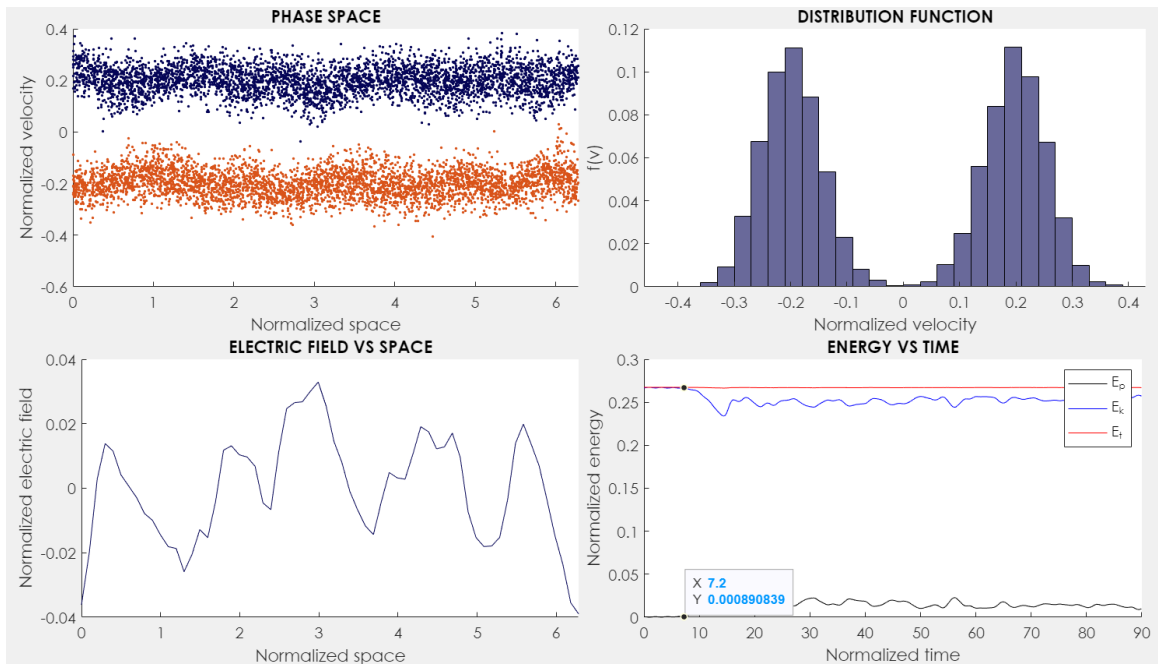 PHASE SPACE
Normalized velocity
0.4
0.2
0
-0.2
-0.4
-0.6
0 1 2 3 4 5 6
Normalized space
DISTRIBUTION FUNCTION
f(v)
0.12
0.1
0.08
0.06
0.04
0.02
0
-0.4 -0.3 -0.2 -0.1 0 0.1 0.2 0.3 0.4
Normalized velocity
ELECTRIC FIELD VS SPACE
Normalized electric field
0.04
0.02
0
-0.02
-0.04
0 1 2 3 4 5 6
Normalized space
ENERGY VS TIME
Normalized energy
0.3
0.25
0.2
0.15
0.1
0.05
0
E_p
E_k
E_t
X 7.2
Y 0.000890839
0 10 20 30 40 50 60 70 80 90
Normalized time